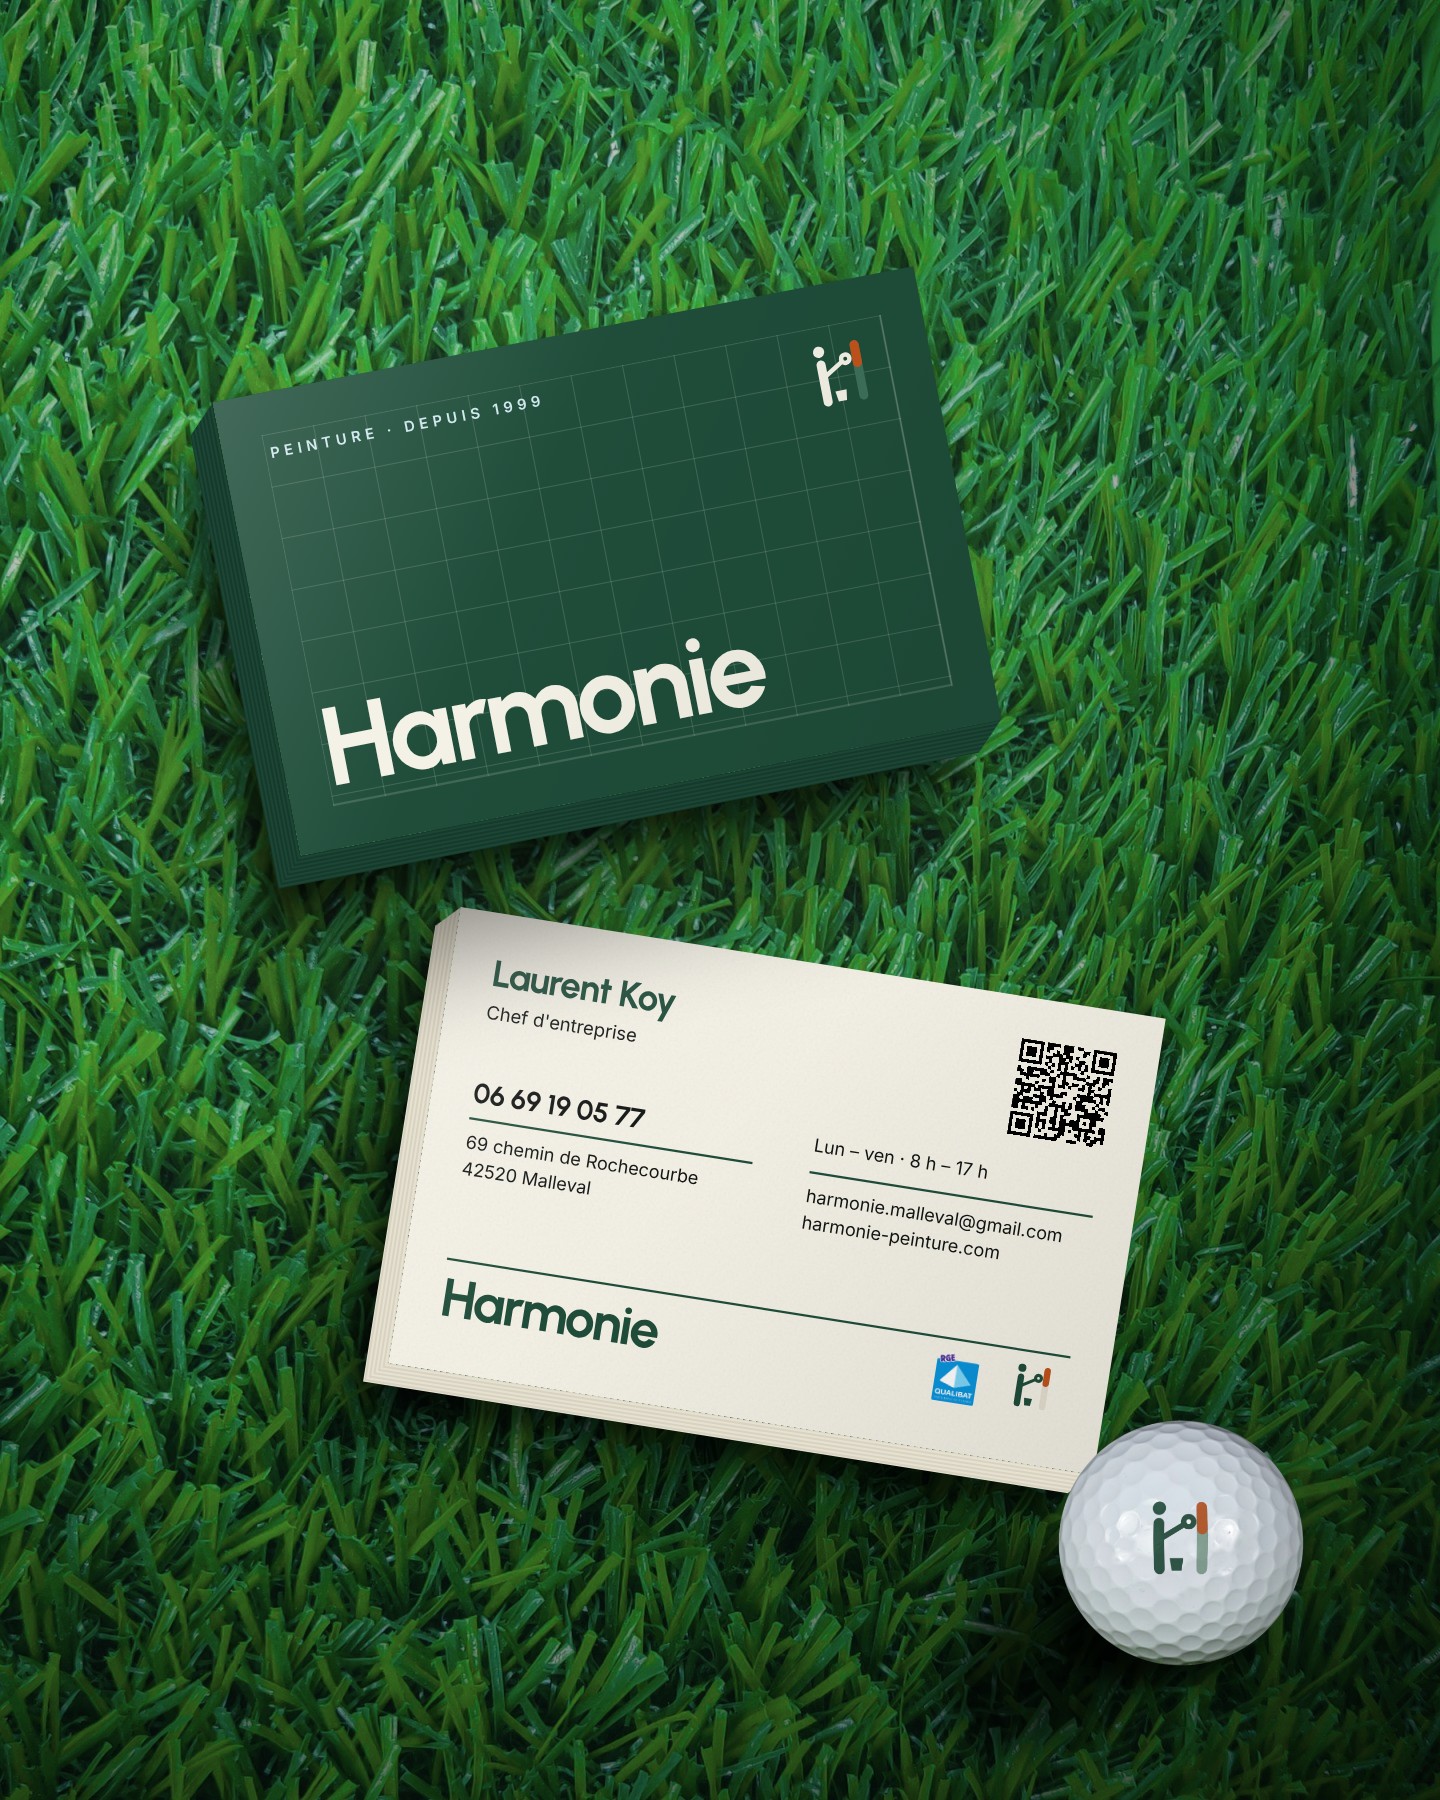 PEINTURE · DEPUIS 1999
Harmonie
Laurent Koy
Chef d'entreprise
06 69 19 05 77
69 chemin de Rochecourbe
42520 Malleval
Lun – ven · 8 h – 17 h
harmonie.malleval@gmail.com
harmonie-peinture.com
Harmonie
RGE
QUALIBAT